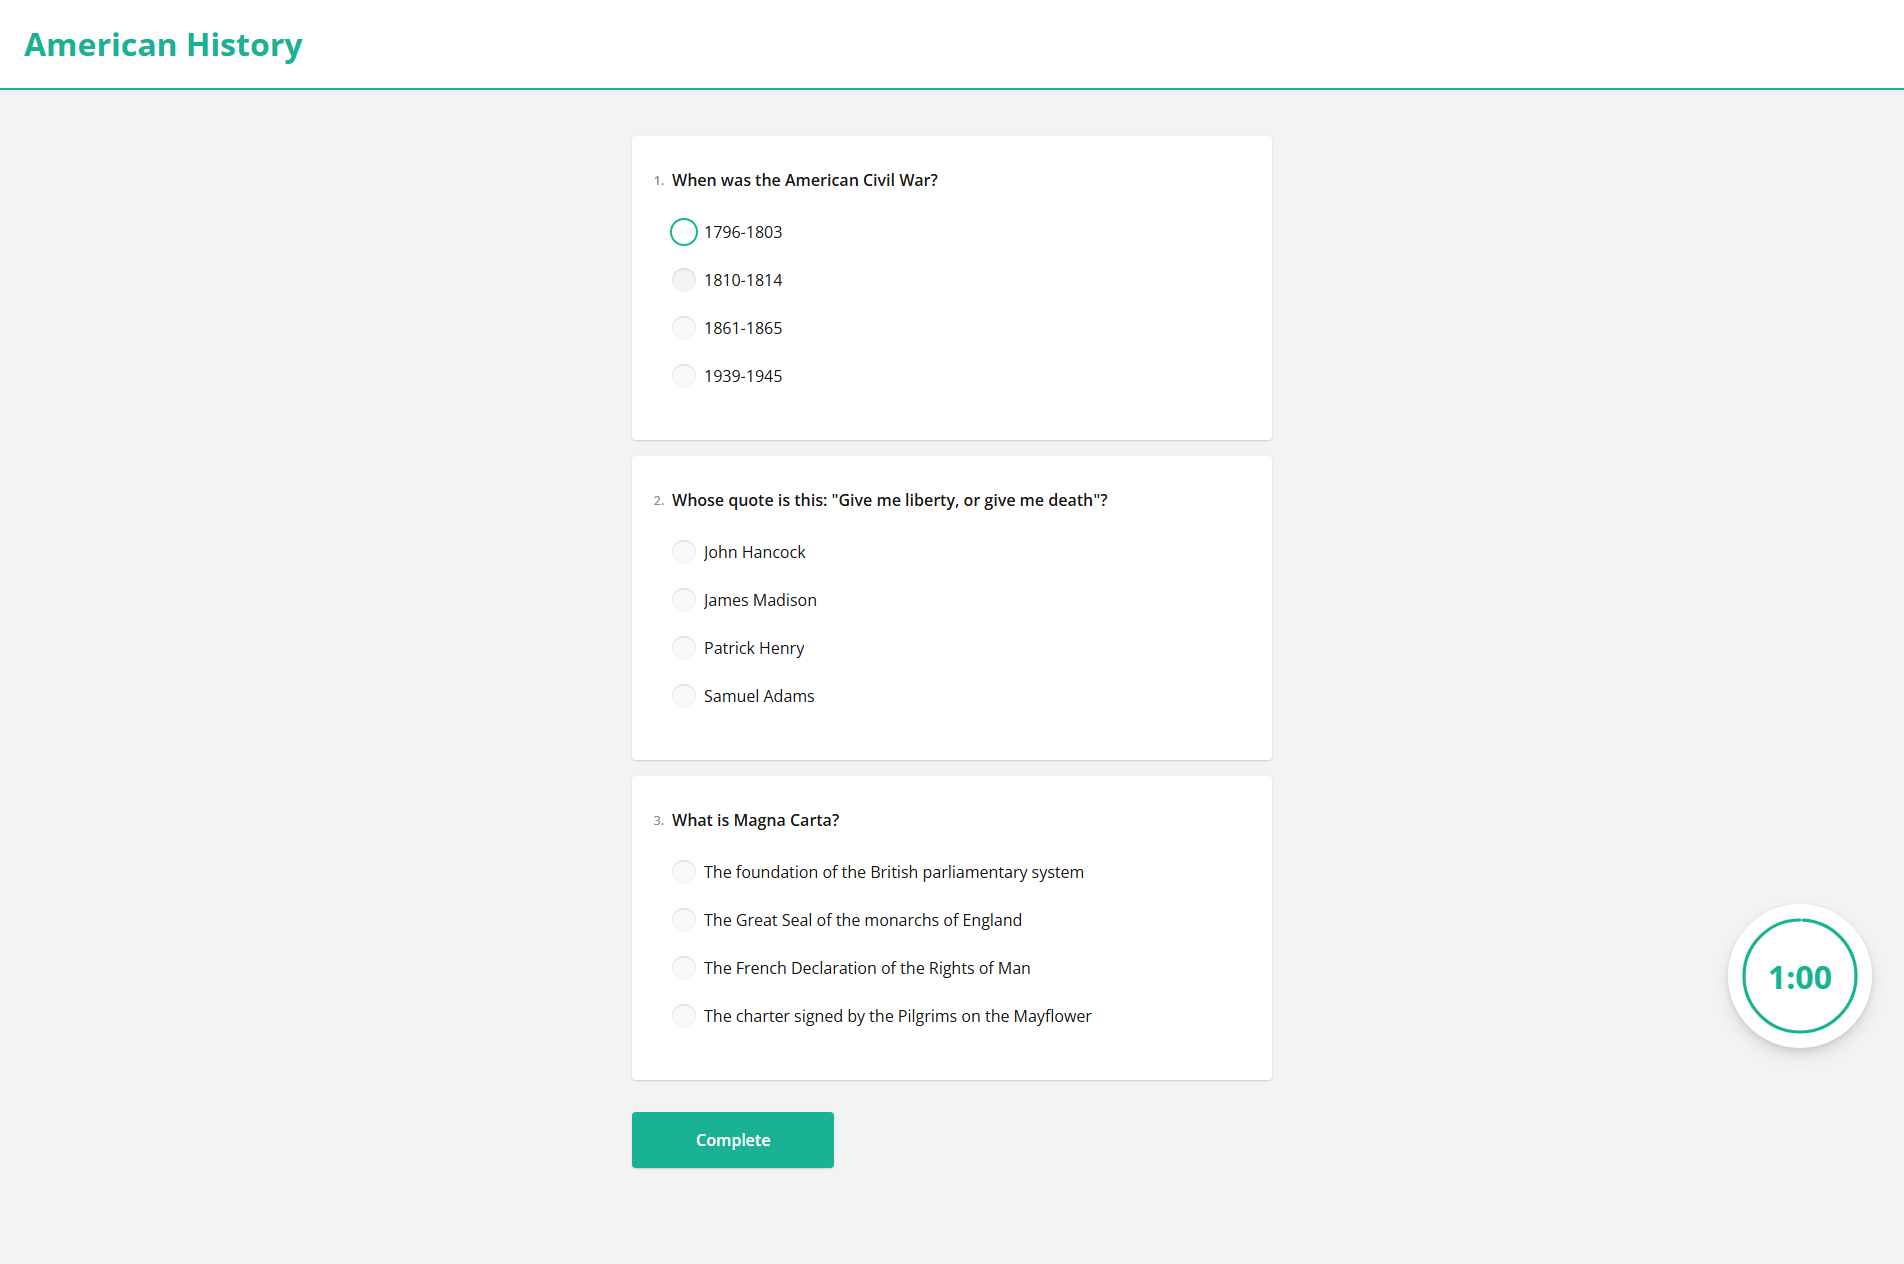 American History
1. When was the American Civil War?
1796-1803
1810-1814
1861-1865
1939-1945
2. Whose quote is this: "Give me liberty, or give me death"?
John Hancock
James Madison
Patrick Henry
Samuel Adams
3. What is Magna Carta?
The foundation of the British parliamentary system
The Great Seal of the monarchs of England
The French Declaration of the Rights of Man
The charter signed by the Pilgrims on the Mayflower
1:00
Complete